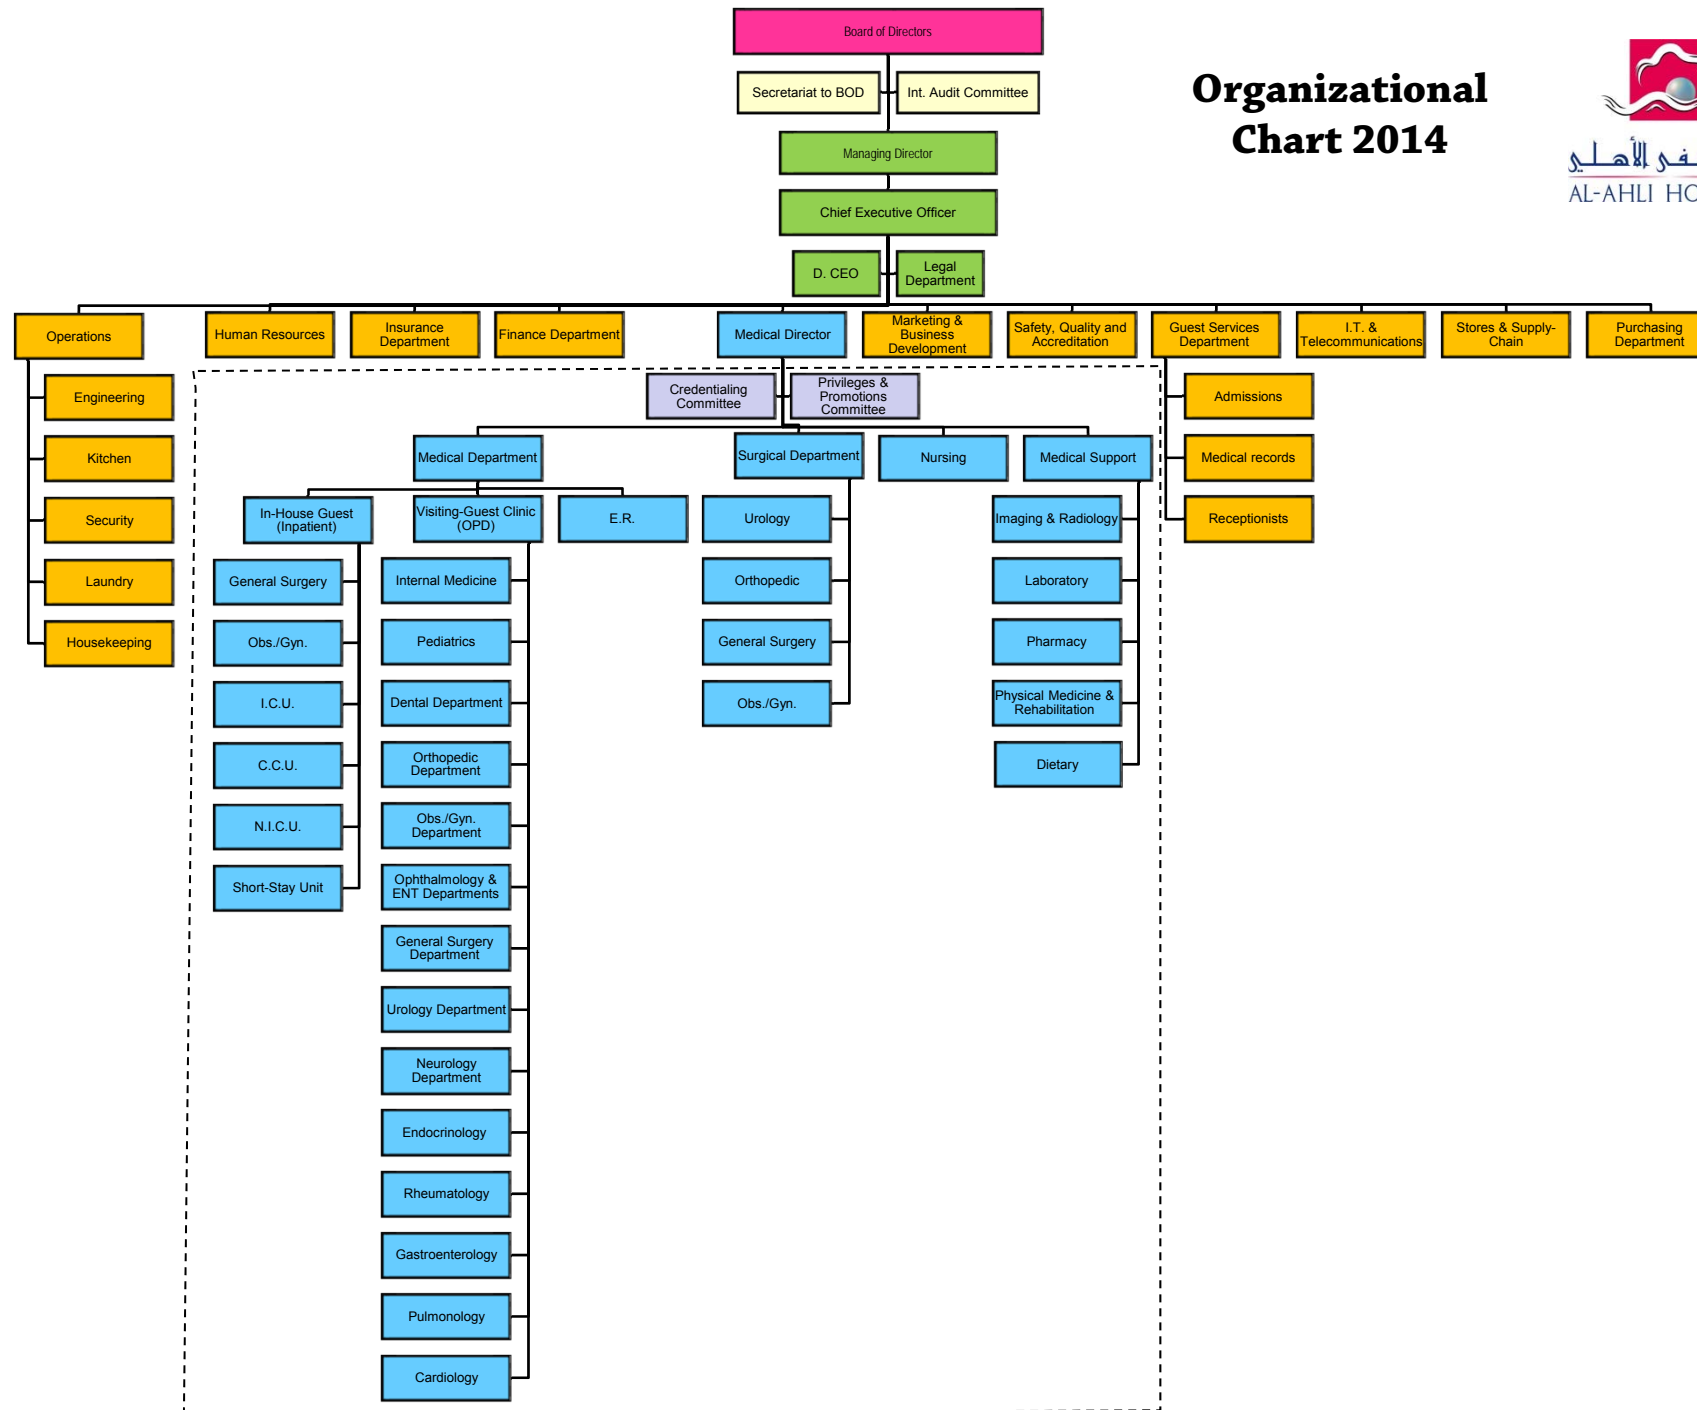 Board of Directors
Secretariat to BOD
Int. Audit Committee
Organizational
Chart 2014
الأهلي
AL-AHLI
Managing Director
Chief Executive Officer
D. CEO
Legal
Department
Operations
Human Resources
Insurance
Department
Finance Department
Medical Director
Marketing &
Business
Development
Safety, Quality and
Accreditation
Guest Services
Department
I.T. &
Telecommunications
Stores & Supply-
Chain
Purchasing
Department
Engineering
Kitchen
Security
Laundry
Housekeeping
Credentialing
Committee
Privileges &
Promotions
Committee
Medical Department
Surgical Department
Nursing
Medical Support
In-House Guest
(Inpatient)
Visiting-Guest Clinic
(OPD)
E.R.
General Surgery
Obs./Gyn.
I.C.U.
C.C.U.
N.I.C.U.
Short-Stay Unit
Internal Medicine
Pediatrics
Dental Department
Orthopedic
Department
Obs./Gyn.
Department
Ophthalmology &
ENT Departments
General Surgery
Department
Urology Department
Neurology
Department
Endocrinology
Rheumatology
Gastroenterology
Pulmonology
Cardiology
Urology
Orthopedic
General Surgery
Obs./Gyn.
Imaging & Radiology
Laboratory
Pharmacy
Physical Medicine &
Rehabilitation
Dietary
Admissions
Medical records
Receptionists